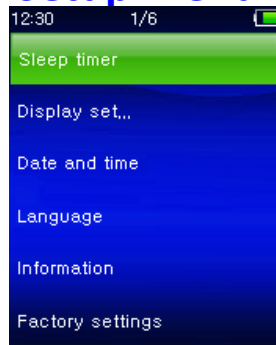 12:30 1/6
Sleep timer
Display set,,,
Date and time
Language
Information
Factory settings